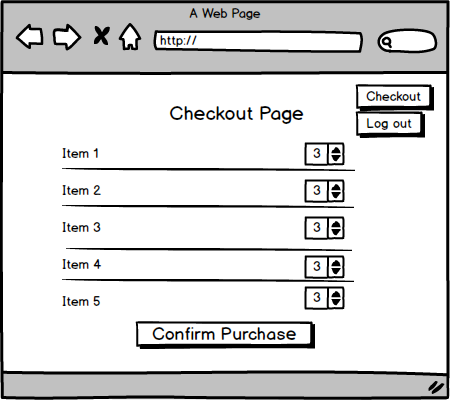 A Web Page
http://
Checkout
Log out
Checkout Page
Item 1 3
Item 2 3
Item 3 3
Item 4 3
Item 5 3
Confirm Purchase